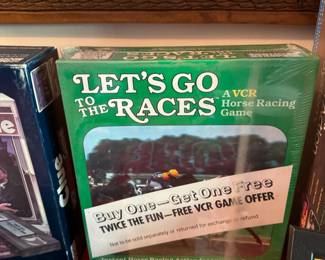 LET'S GO
TO THE RACES
A VCR
Horse Racing
Game
Buy One—Get One Free
TWICE THE FUN—FREE VCR GAME OFFER
Not to be sold separately or returned for exchange or refund.
CLUE